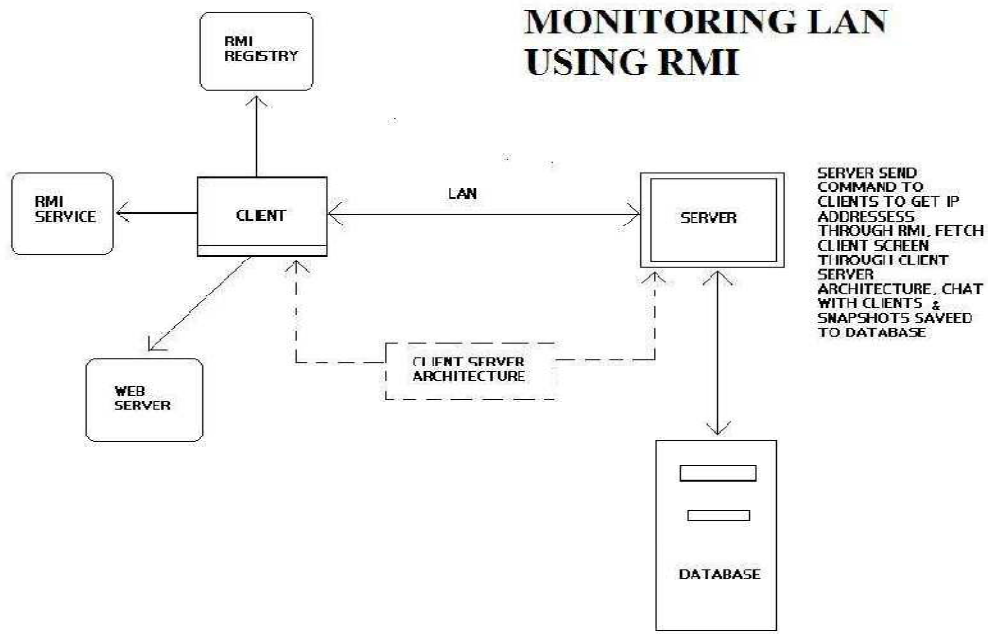 MONITORING LAN
USING RMI
RMI
REGISTRY
RMI
SERVICE
CLIENT
LAN
SERVER
SERVER SEND
COMMAND TO
CLIENTS TO GET IP
ADDRESSESS
THROUGH RMI, FETCH
CLIENT SCREEN
THROUGH CLIENT
SERVER
ARCHITECTURE, CHAT
WITH CLIENTS &
SNAPSHOTS SAVEED
TO DATABASE
CLIENT SERVER
ARCHITECTURE
WEB
SERVER
DATABASE